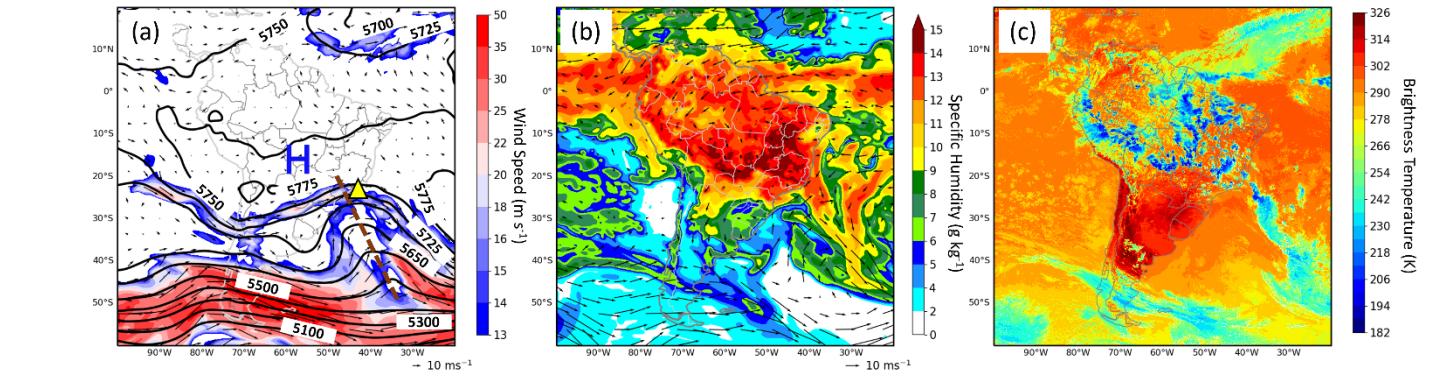 (a)
5750
5700
5725
H
5750
5775
5775
5725
5650
5500
5300
5100
10°N
0°
10°S
20°S
30°S
40°S
50°S
90°W 80°W 70°W 60°W 50°W 40°W 30°W
→ 10 ms⁻¹
50
35
30
25
22
20
18
17
16
15
14
13
Wind Speed (m s⁻¹)
(b)
10°N
0°
10°S
20°S
30°S
40°S
50°S
90°W 80°W 70°W 60°W 50°W 40°W 30°W
→ 10 ms⁻¹
15
14
13
12
11
10
9
8
7
6
5
4
2
0
Specific Humidity (g kg⁻¹)
(c)
10°N
0°
10°S
20°S
30°S
40°S
50°S
90°W 80°W 70°W 60°W 50°W 40°W 30°W
326
314
302
290
278
266
254
242
230
218
206
194
182
Brightness Temperature (K)